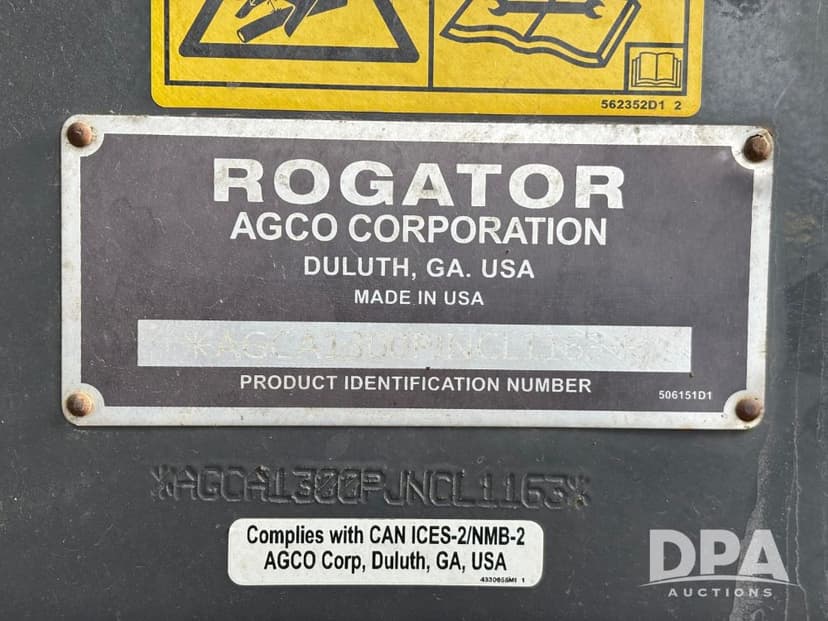 562352D1 2
ROGATOR
AGCO CORPORATION
DULUTH, GA. USA
MADE IN USA
PRODUCT IDENTIFICATION NUMBER
506151D1
*AGCA1300PJNCL1163*
Complies with CAN ICES-2/NMB-2
AGCO Corp, Duluth, GA, USA
DPA
AUCTIONS